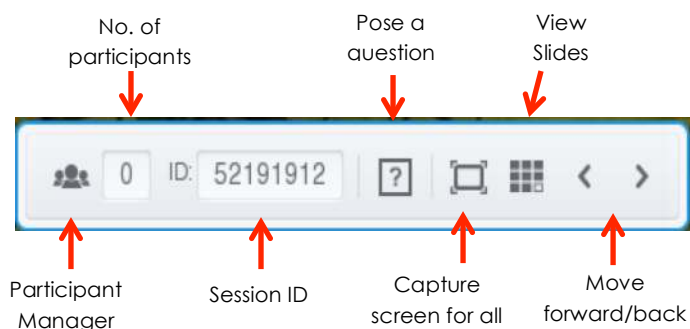 No. of
participants
Pose a
question
View
Slides
0 ID: 52191912 ?
Participant
Manager
Session ID
Capture
screen for all
Move
forward/back